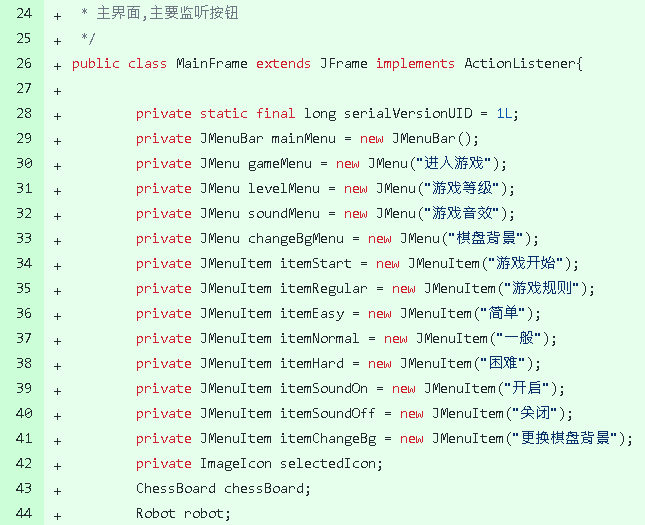 24 + * 主界面,主要监听按钮
25 + */
26 + public class MainFrame extends JFrame implements ActionListener{
27 +
28 + private static final long serialVersionUID = 1L;
29 + private JMenuBar mainMenu = new JMenuBar();
30 + private JMenu gameMenu = new JMenu("进入游戏");
31 + private JMenu levelMenu = new JMenu("游戏等级");
32 + private JMenu soundMenu = new JMenu("游戏音效");
33 + private JMenu changeBgMenu = new JMenu("棋盘背景");
34 + private JMenuItem itemStart = new JMenuItem("游戏开始");
35 + private JMenuItem itemRegular = new JMenuItem("游戏规则");
36 + private JMenuItem itemEasy = new JMenuItem("简单");
37 + private JMenuItem itemNormal = new JMenuItem("一般");
38 + private JMenuItem itemHard = new JMenuItem("困难");
39 + private JMenuItem itemSoundOn = new JMenuItem("开启");
40 + private JMenuItem itemSoundOff = new JMenuItem("关闭");
41 + private JMenuItem itemChangeBg = new JMenuItem("更换棋盘背景");
42 + private ImageIcon selectedIcon;
43 + ChessBoard chessBoard;
44 + Robot robot;